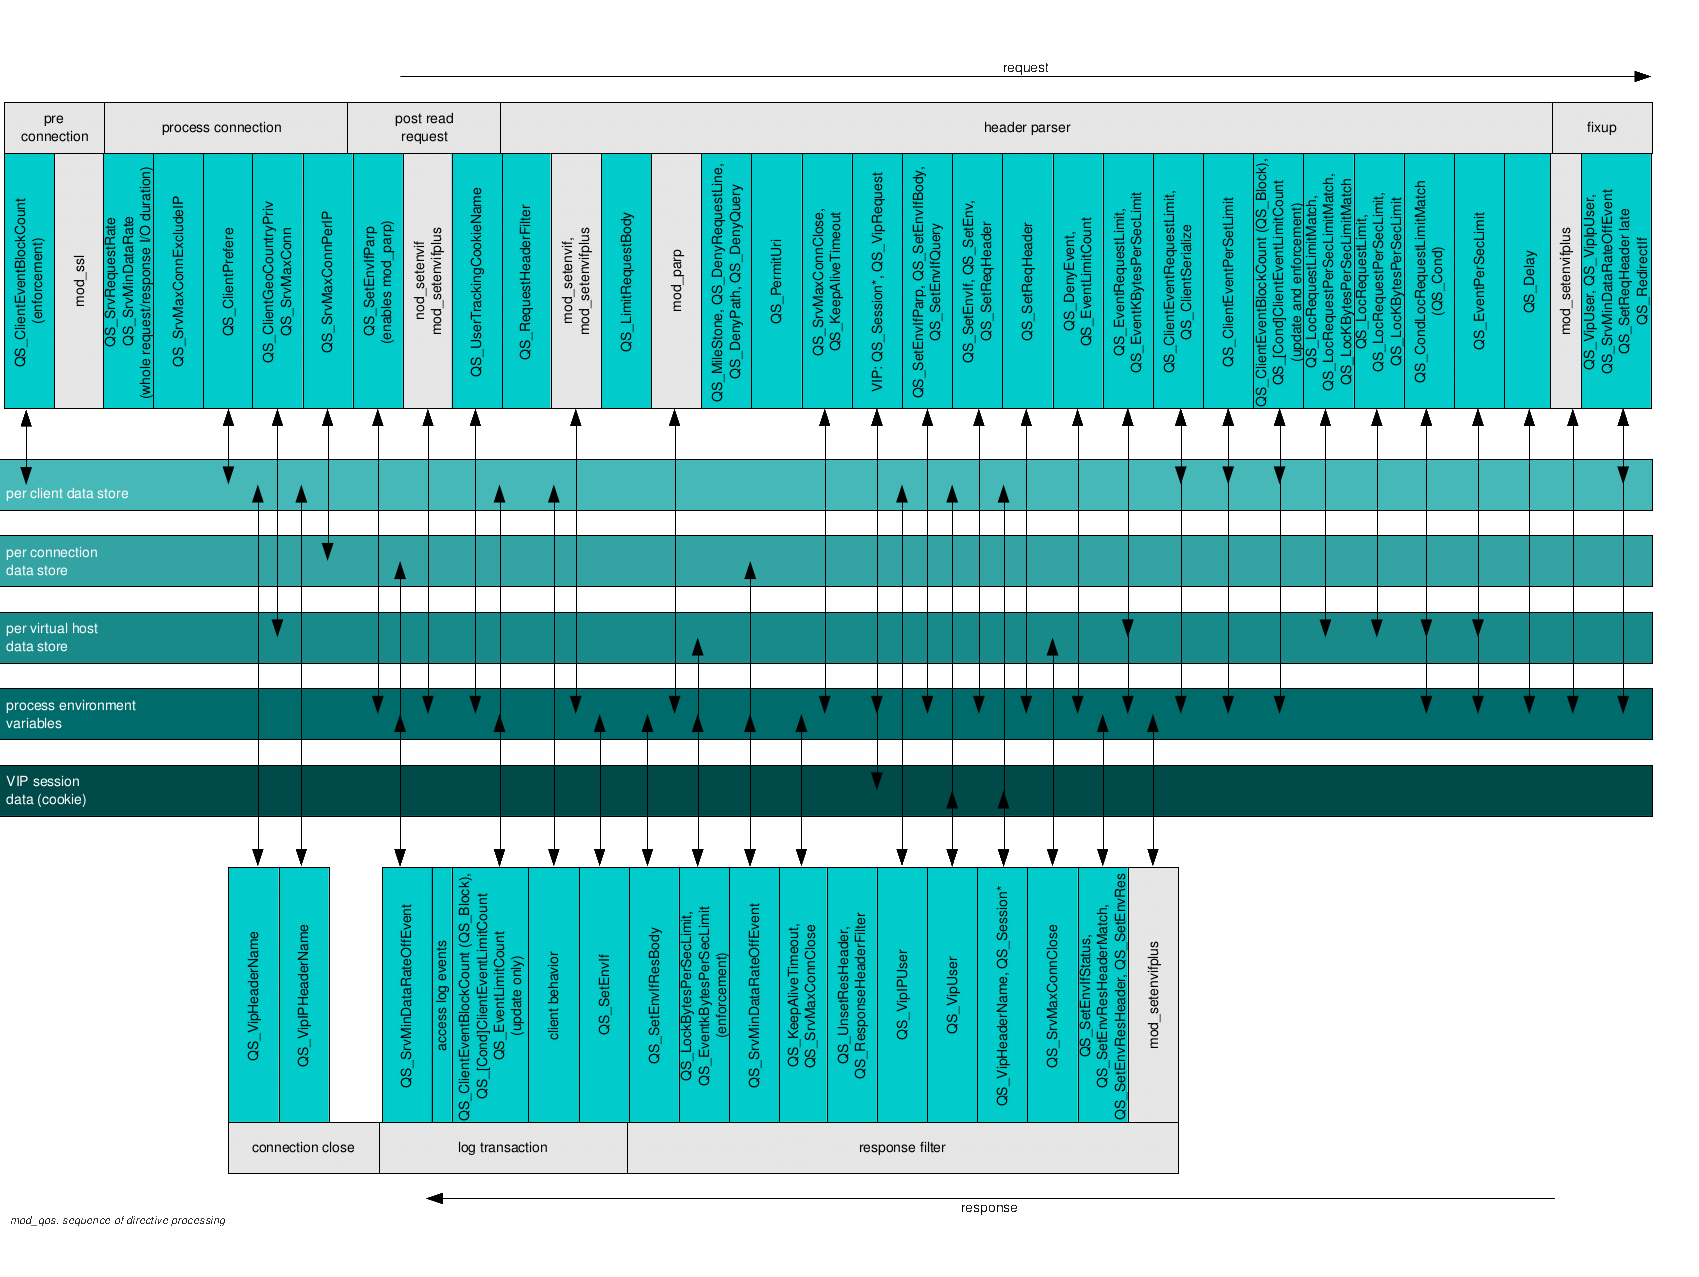 request
pre
connection
process connection
post read
request
header parser
fixup
QS_ClientEventBlockCount
(enforcement)
mod_ssl
QS_SrvRequestRate
QS_SrvMinDataRate
(whole request/response I/O duration)
QS_SrvMaxConnExcludeIP
QS_ClientPrefere
QS_ClientGeoCountryPriv
QS_SrvMaxConn
QS_SrvMaxConnPerIP
QS_SetEnvIfParp
(enables mod_parp)
nod_setenvif
mod_setenvifplus
QS_UserTrackingCookieName
QS_RequestHeaderFilter
mod_setenvif,
mod_setenvifplus
QS_LimitRequestBody
mod_parp
QS_MileStone, QS_DenyRequestLine,
QS_DenyPath, QS_DenyQuery
QS_PermitUri
QS_SrvMaxConnClose,
QS_KeepAliveTimeout
VIP: QS_Session*, QS_VipRequest
QS_SetEnvIfParp, QS_SetEnvIfBody,
QS_SetEnvIfQuery
QS_SetEnvIf, QS_SetEnv,
QS_SetReqHeader
QS_SetReqHeader
QS_DenyEvent,
QS_EventLimitCount
QS_EventRequestLimit,
QS_EventKBytesPerSecLimit
QS_ClientEventRequestLimit,
QS_ClientSerialize
QS_ClientEventPerSetLimit
QS_ClientEventBlockCount (QS_Block),
QS_[Cond]ClientEventLimitCount
(update and enforcement)
QS_LocRequestLimitMatch,
QS_LocRequestPerSecLimitMatch,
QS_LocKBytesPerSecLimitMatch
QS_LocRequestLimit,
QS_LocRequestPerSecLimit,
QS_LocKBytesPerSecLimit
QS_CondLocRequestLimitMatch
(QS_Cond)
QS_EventPerSecLimit
QS_Delay
mod_setenvifplus
QS_VipUser, QS_VipIpUser,
QS_SrvMinDataRateOffEvent
QS_SetReqHeader late
QS_RedirectIf
per client data store
per connection
data store
per virtual host
data store
process environment
variables
VIP session
data (cookie)
QS_VipHeaderName
QS_VipIPHeaderName
QS_SrvMinDataRateOffEvent
access log events
QS_ClientEventBlockCount (QS_Block),
QS_[Cond]ClientEventLimitCount
QS_EventLimitCount
(update only)
client behavior
QS_SetEnvIf
QS_SetEnvIfResBody
QS_LockBytesPerSecLimit,
QS_EventkBytesPerSecLimit
(enforcement)
QS_SrvMinDataRateOffEvent
QS_KeepAliveTimeout,
QS_SrvMaxConnClose
QS_UnsetResHeader,
QS_ResponseHeaderFilter
QS_VipIPUser
QS_VipUser
QS_VipHeaderName, QS_Session*
QS_SrvMaxConnClose
QS_SetEnvIfStatus,
QS_SetEnvResHeaderMatch,
QS_SetEnvResHeader, QS_SetEnvRes
mod_setenvifplus
connection close
log transaction
response filter
response
mod_qos. sequence of directive processing